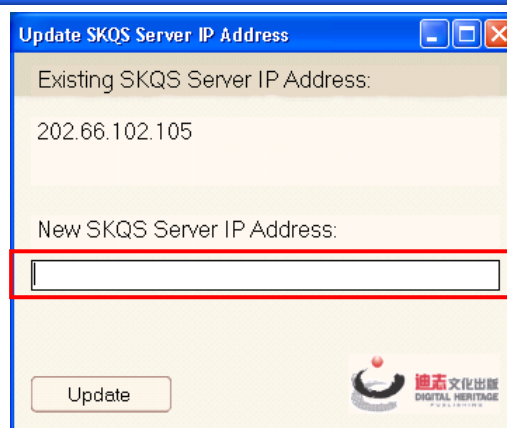 Update SKQS Server IP Address
Existing SKQS Server IP Address:
202.66.102.105
New SKQS Server IP Address:
Update
迪志文化出版
DIGITAL HERITAGE
PUBLISHING